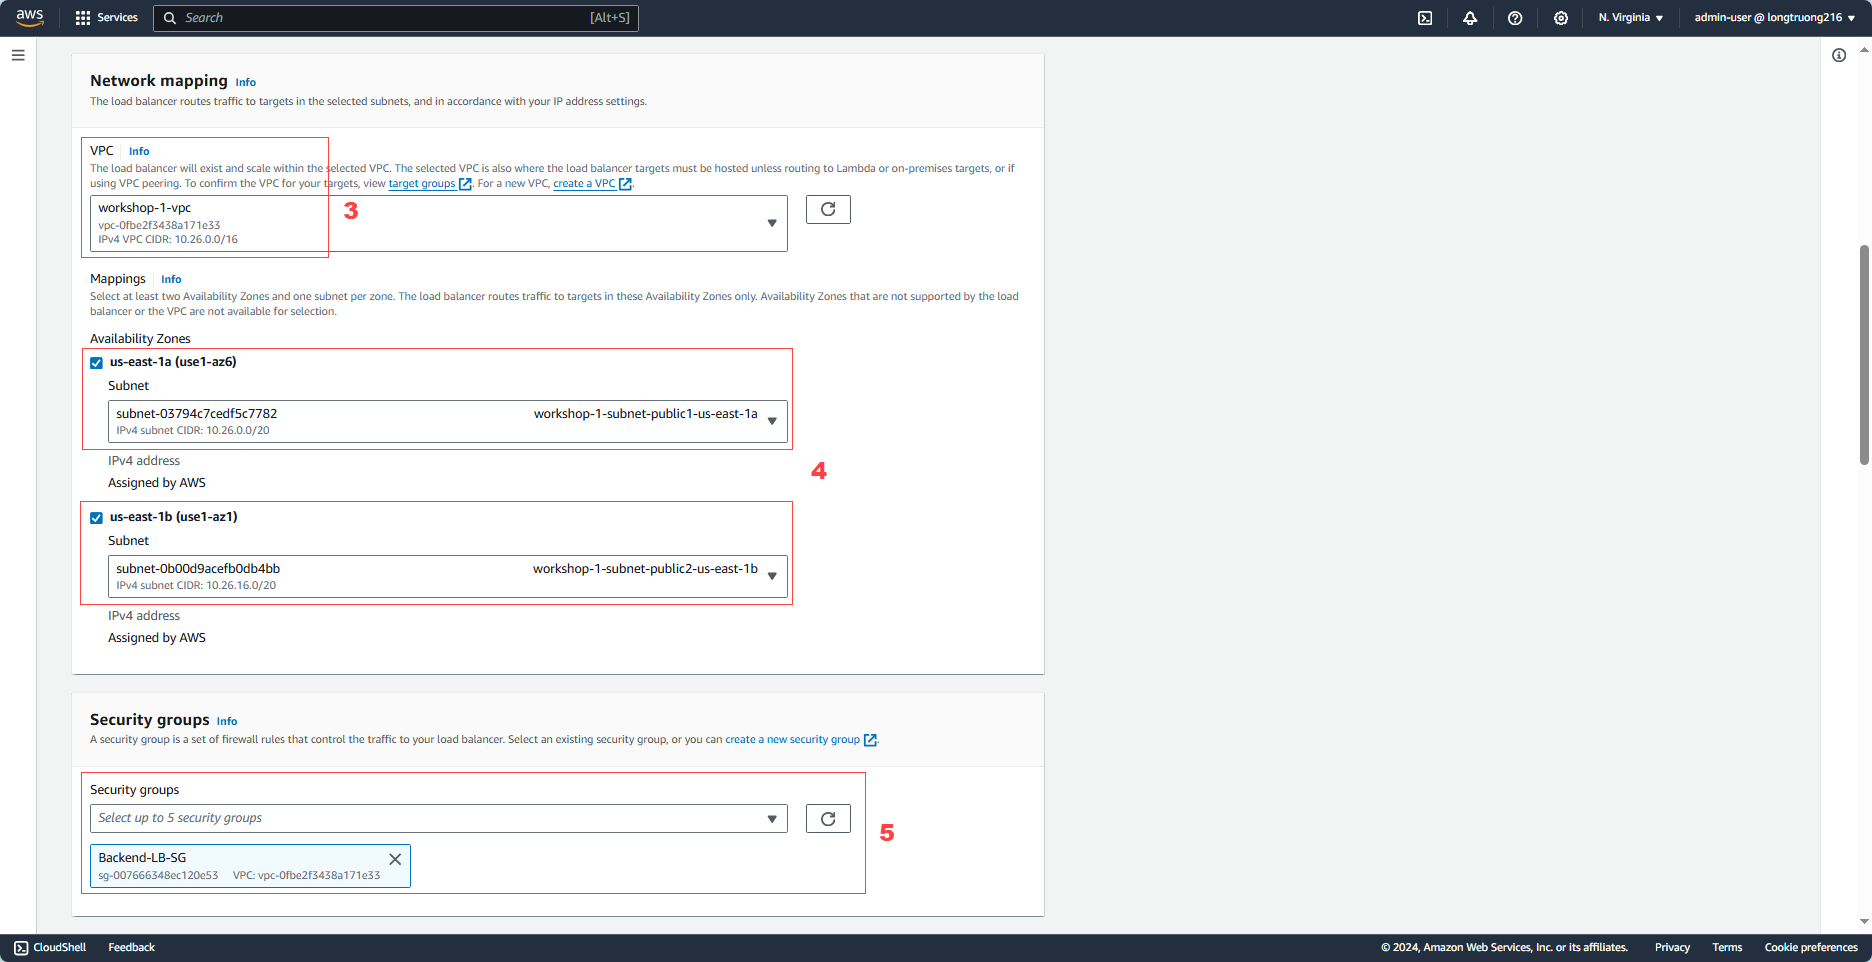 aws
Services
Search
[Alt+S]
N. Virginia
admin-user @ longtruong216
Network mapping Info
The load balancer routes traffic to targets in the selected subnets, and in accordance with your IP address settings.
VPC Info
The load balancer will exist and scale within the selected VPC. The selected VPC is also where the load balancer targets must be hosted unless routing to Lambda or on-premises targets, or if
using VPC peering. To confirm the VPC for your targets, view target groups. For a new VPC, create a VPC.
workshop-1-vpc
vpc-0fbe2f3438a171e33
IPv4 VPC CIDR: 10.26.0.0/16
3
Mappings Info
Select at least two Availability Zones and one subnet per zone. The load balancer routes traffic to targets in these Availability Zones only. Availability Zones that are not supported by the load
balancer or the VPC are not available for selection.
Availability Zones
us-east-1a (use1-az6)
Subnet
subnet-03794c7cedf5c7782 workshop-1-subnet-public1-us-east-1a
IPv4 subnet CIDR: 10.26.0.0/20
IPv4 address
Assigned by AWS
4
us-east-1b (use1-az1)
Subnet
subnet-0b00d9acefb0db4bb workshop-1-subnet-public2-us-east-1b
IPv4 subnet CIDR: 10.26.16.0/20
IPv4 address
Assigned by AWS
Security groups Info
A security group is a set of firewall rules that control the traffic to your load balancer. Select an existing security group, or you can create a new security group.
Security groups
Select up to 5 security groups
5
Backend-LB-SG
sg-007666348ec120e53 VPC: vpc-0fbe2f3438a171e33
CloudShell
Feedback
© 2024, Amazon Web Services, Inc. or its affiliates.
Privacy
Terms
Cookie preferences